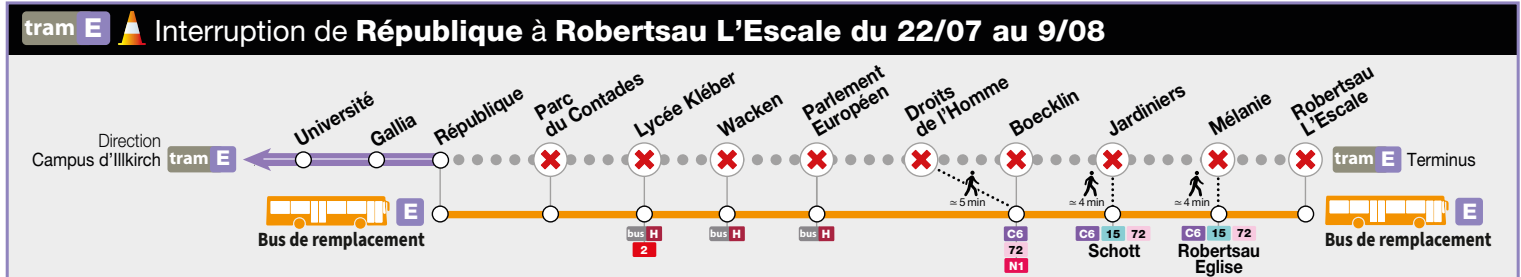 tram E Interruption de République à Robertsau L'Escale du 22/07 au 9/08
Direction
Campus d'Illkirch tram E
Université
Gallia
République
Parc
du Contades
Lycée Kléber
Wacken
Parlement
Européen
Droits
de l'Homme
Boecklin
Jardiniers
Mélanie
Robertsau
L'Escale
tram E Terminus
≃ 5 min
≃ 4 min
≃ 4 min
E
Bus de remplacement
bus H
2
bus H
bus H
C6
72
N1
C6 15 72
Schott
C6 15 72
Robertsau
Eglise
E
Bus de remplacement